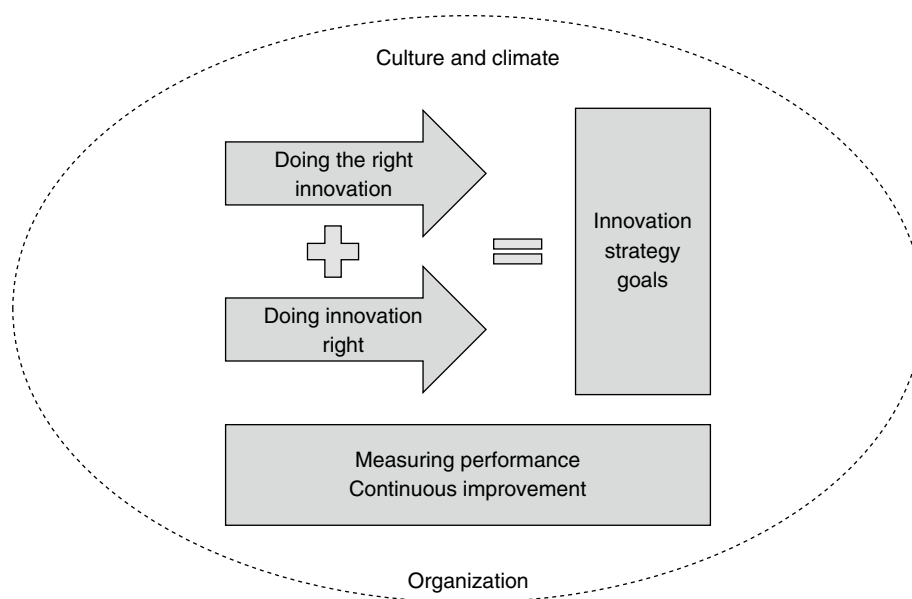 Culture and climate
Doing the right
innovation
Innovation
strategy
goals
Doing innovation
right
Measuring performance
Continuous improvement
Organization